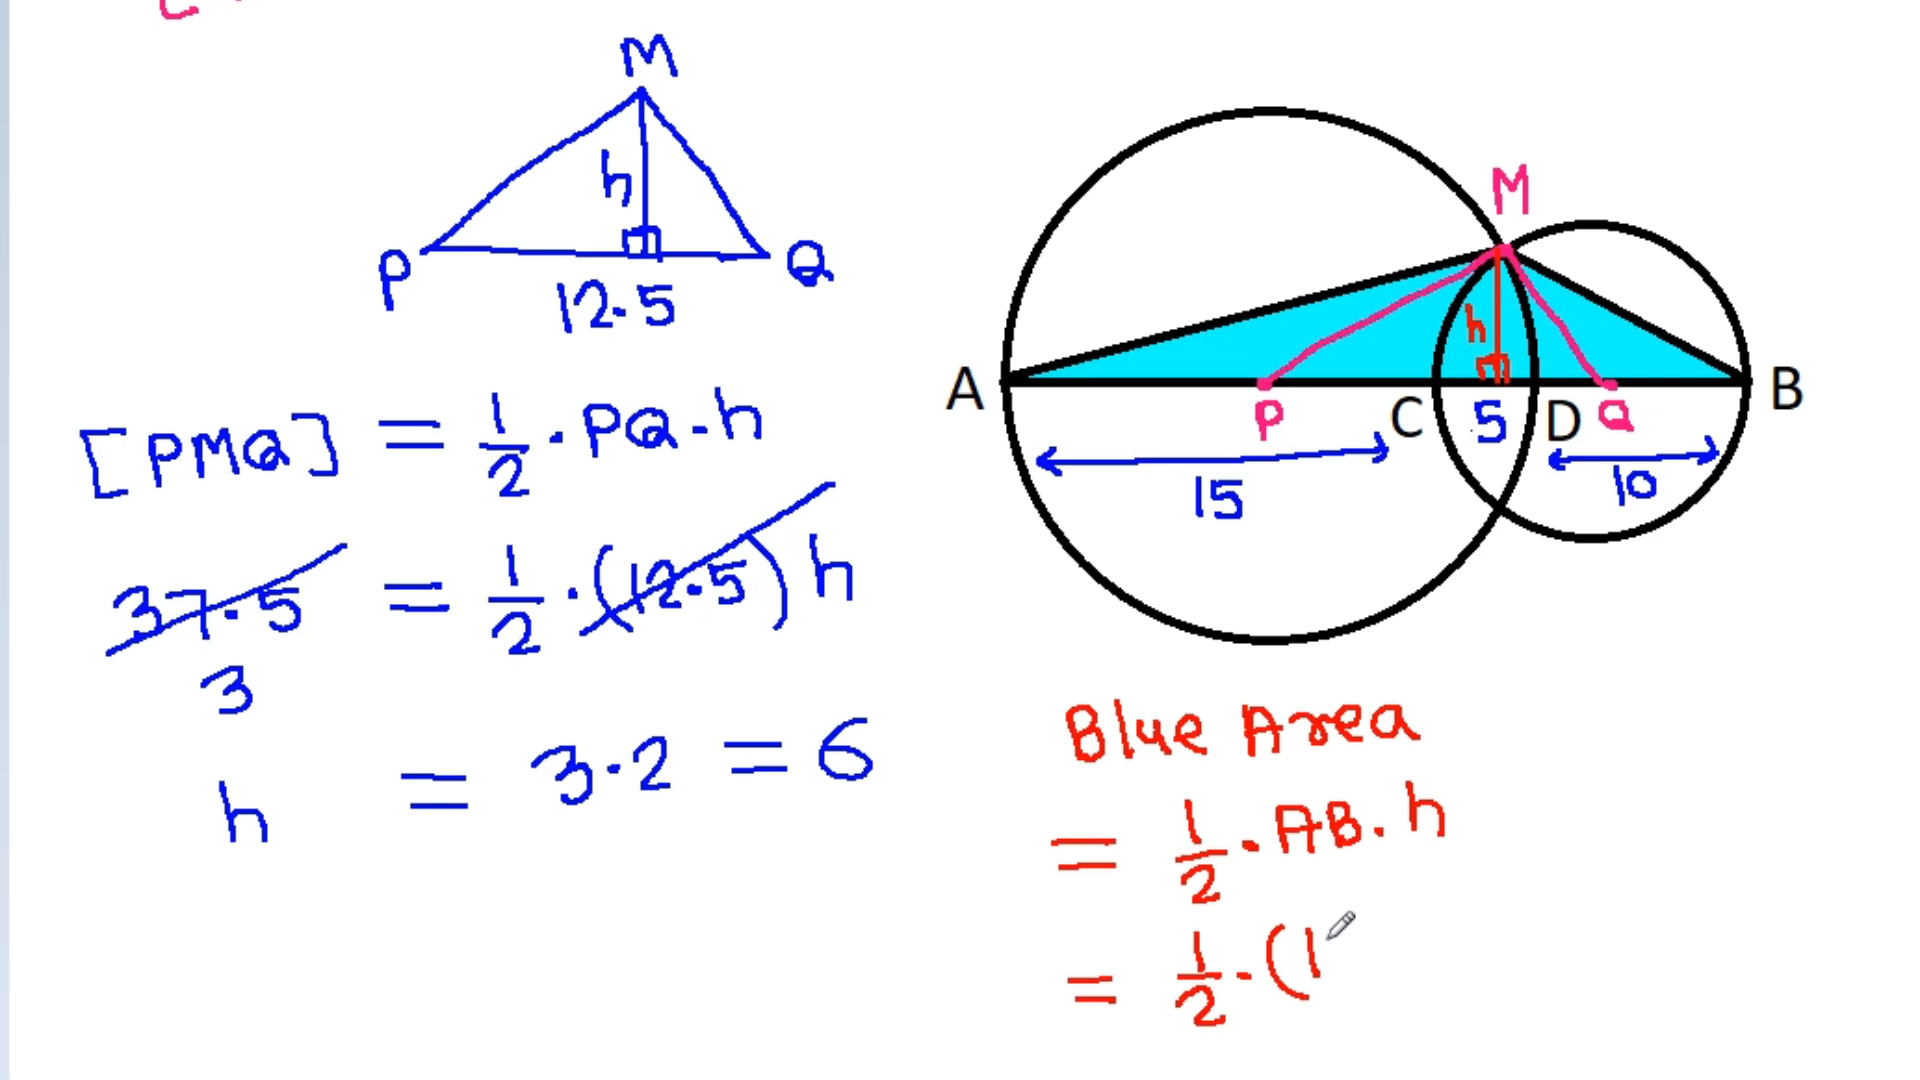 M
h
P Q
12.5
[PMQ] = 1/2 · PQ · h
37.5 = 1/2 · (12.5) h
3
h = 3·2 = 6
M
h
A B
P C 5 D Q
15 10
Blue Area
= 1/2 · AB · h
= 1/2 · (1